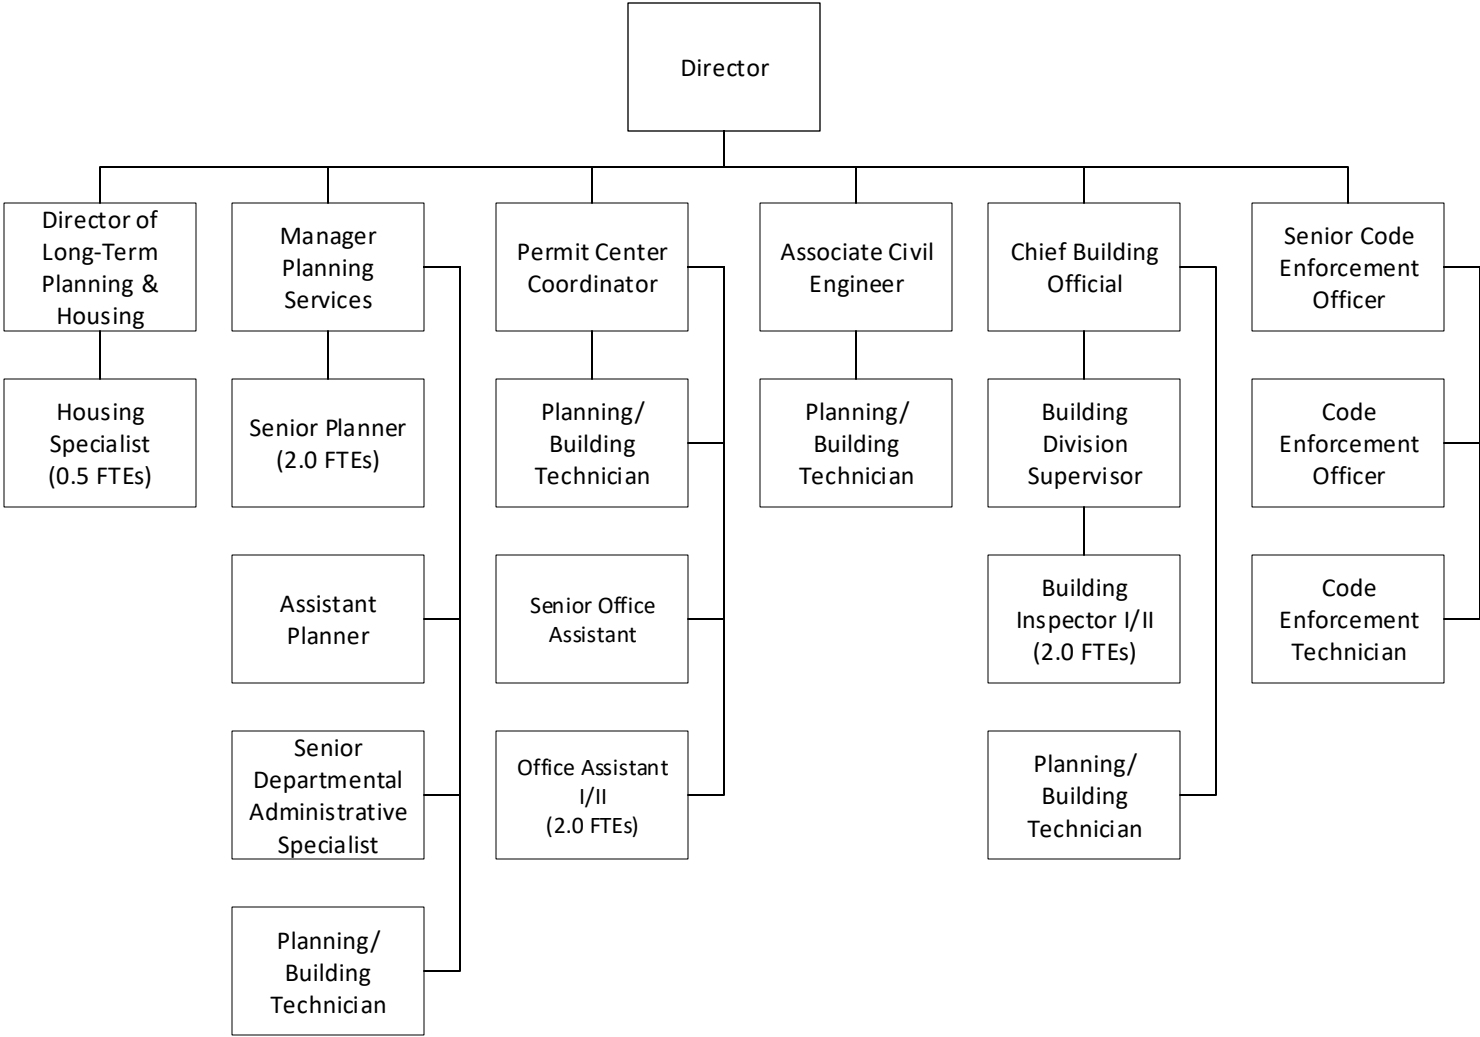 Director
Director of
Long-Term
Planning &
Housing
Manager
Planning
Services
Permit Center
Coordinator
Associate Civil
Engineer
Chief Building
Official
Senior Code
Enforcement
Officer
Housing
Specialist
(0.5 FTEs)
Senior Planner
(2.0 FTEs)
Planning/
Building
Technician
Planning/
Building
Technician
Building
Division
Supervisor
Code
Enforcement
Officer
Assistant
Planner
Senior Office
Assistant
Building
Inspector I/II
(2.0 FTEs)
Code
Enforcement
Technician
Senior
Departmental
Administrative
Specialist
Office Assistant
I/II
(2.0 FTEs)
Planning/
Building
Technician
Planning/
Building
Technician